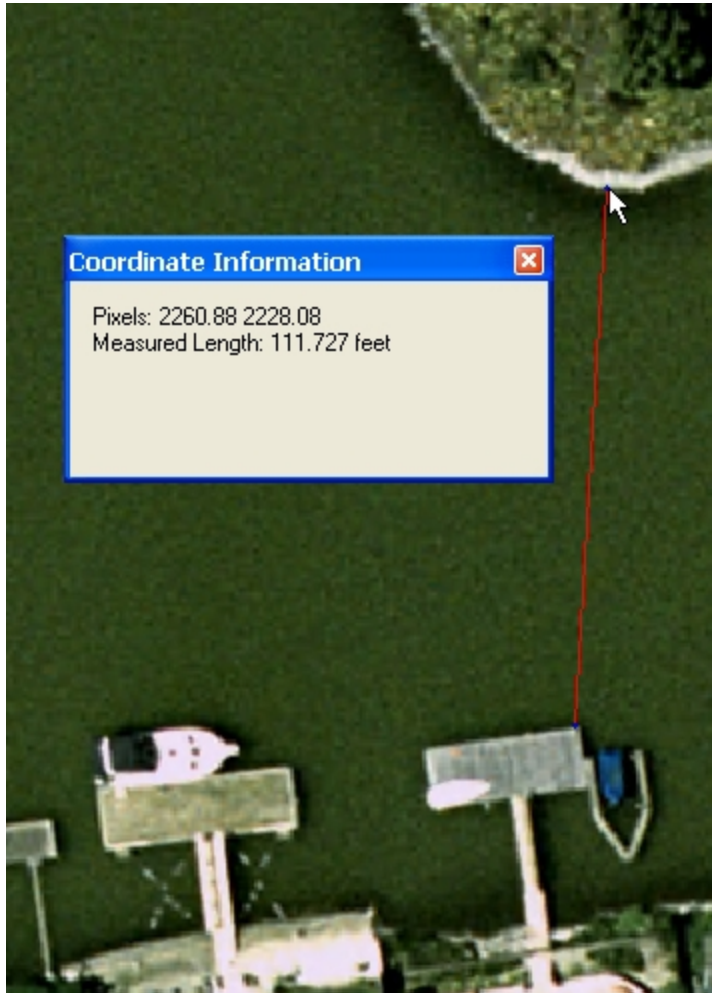 Coordinate Information
Pixels: 2260.88 2228.08
Measured Length: 111.727 feet